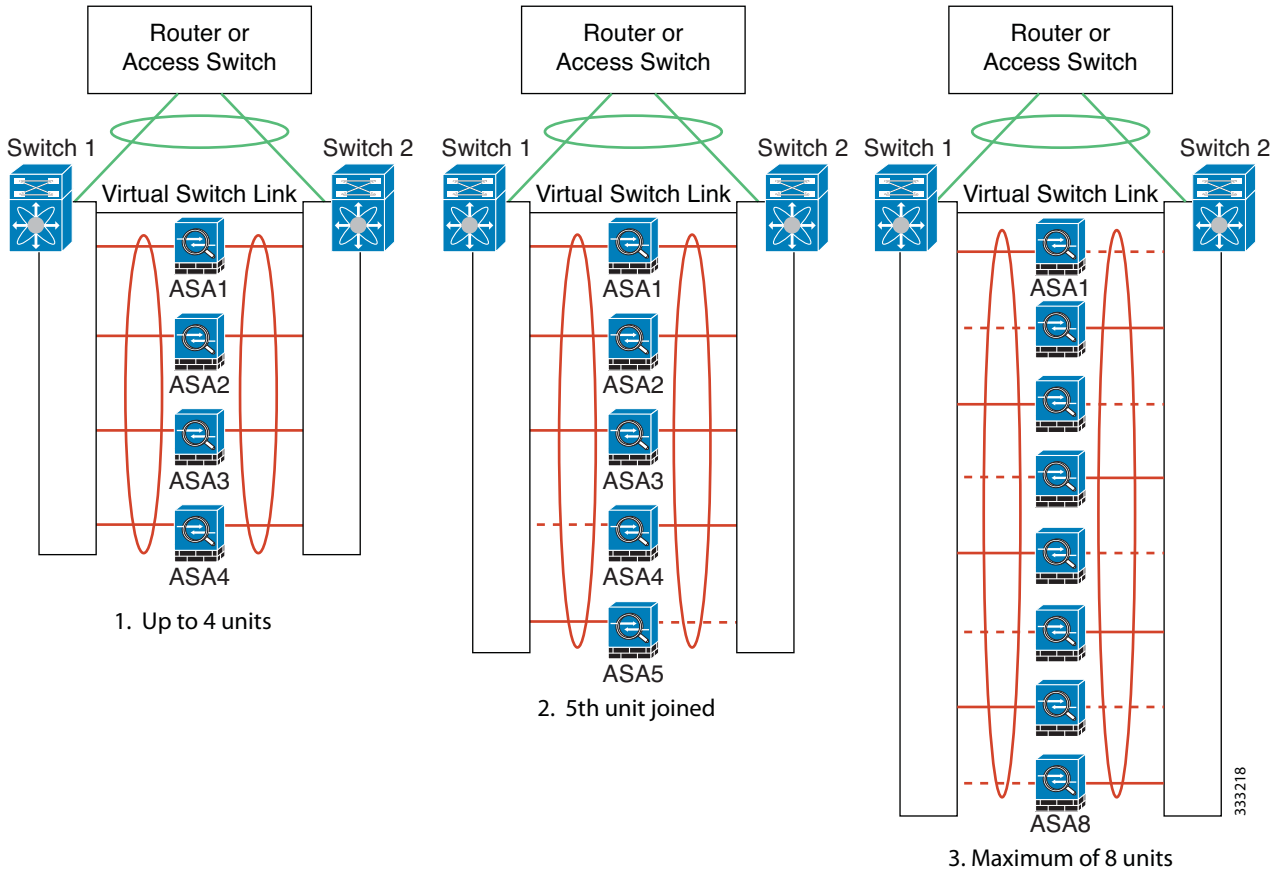 Router or
Access Switch
Switch 1
Switch 2
Virtual Switch Link
ASA1
ASA2
ASA3
ASA4
1. Up to 4 units
Router or
Access Switch
Switch 1
Switch 2
Virtual Switch Link
ASA1
ASA2
ASA3
ASA4
ASA5
2. 5th unit joined
Router or
Access Switch
Switch 1
Switch 2
Virtual Switch Link
ASA1
ASA8
333218
3. Maximum of 8 units